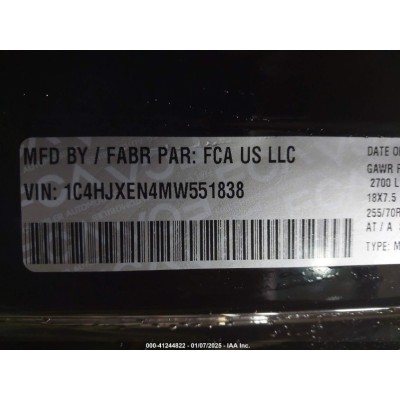 MFD BY / FABR PAR: FCA US LLC
VIN: 1C4HJXEN4MW551838
DATE OF
GAWR F
2700 L
18X7.5
255/70R
AT / A
TYPE: M
000-41244822 - 01/07/2025 - IAA Inc.